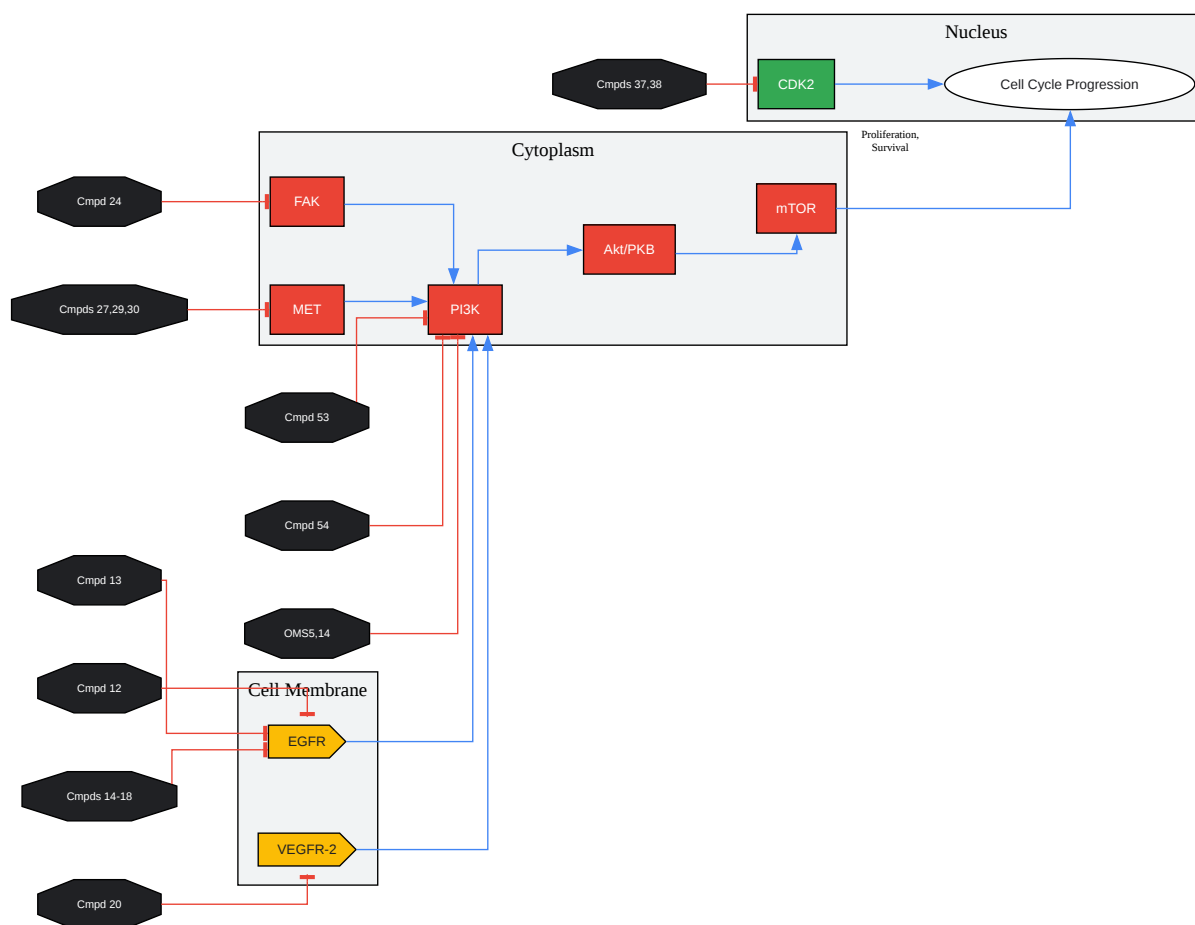 Nucleus
Cmpds 37,38
CDK2
Cell Cycle Progression
Proliferation,
Survival
Cytoplasm
Cmpd 24
FAK
mTOR
Akt/PKB
Cmpds 27,29,30
MET
PI3K
Cmpd 53
Cmpd 54
Cmpd 13
OMS5,14
Cmpd 12
Cell Membrane
EGFR
Cmpds 14-18
VEGFR-2
Cmpd 20